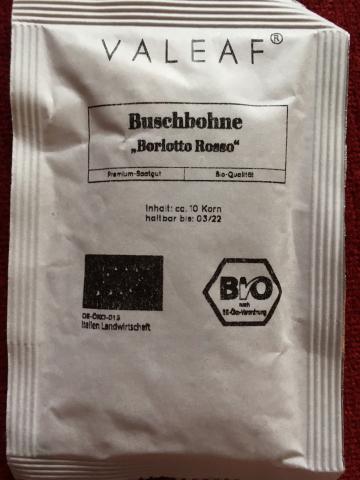 VALEAF®
Buschbohne
„Borlotto Rosso“
Premium-Saatgut Bio-Qualität
Inhalt: ca. 10 Korn
haltbar bis: 03/22
BIO
nach
EG-Öko-Verordnung
DE-ÖKO-013
Italien Landwirtschaft